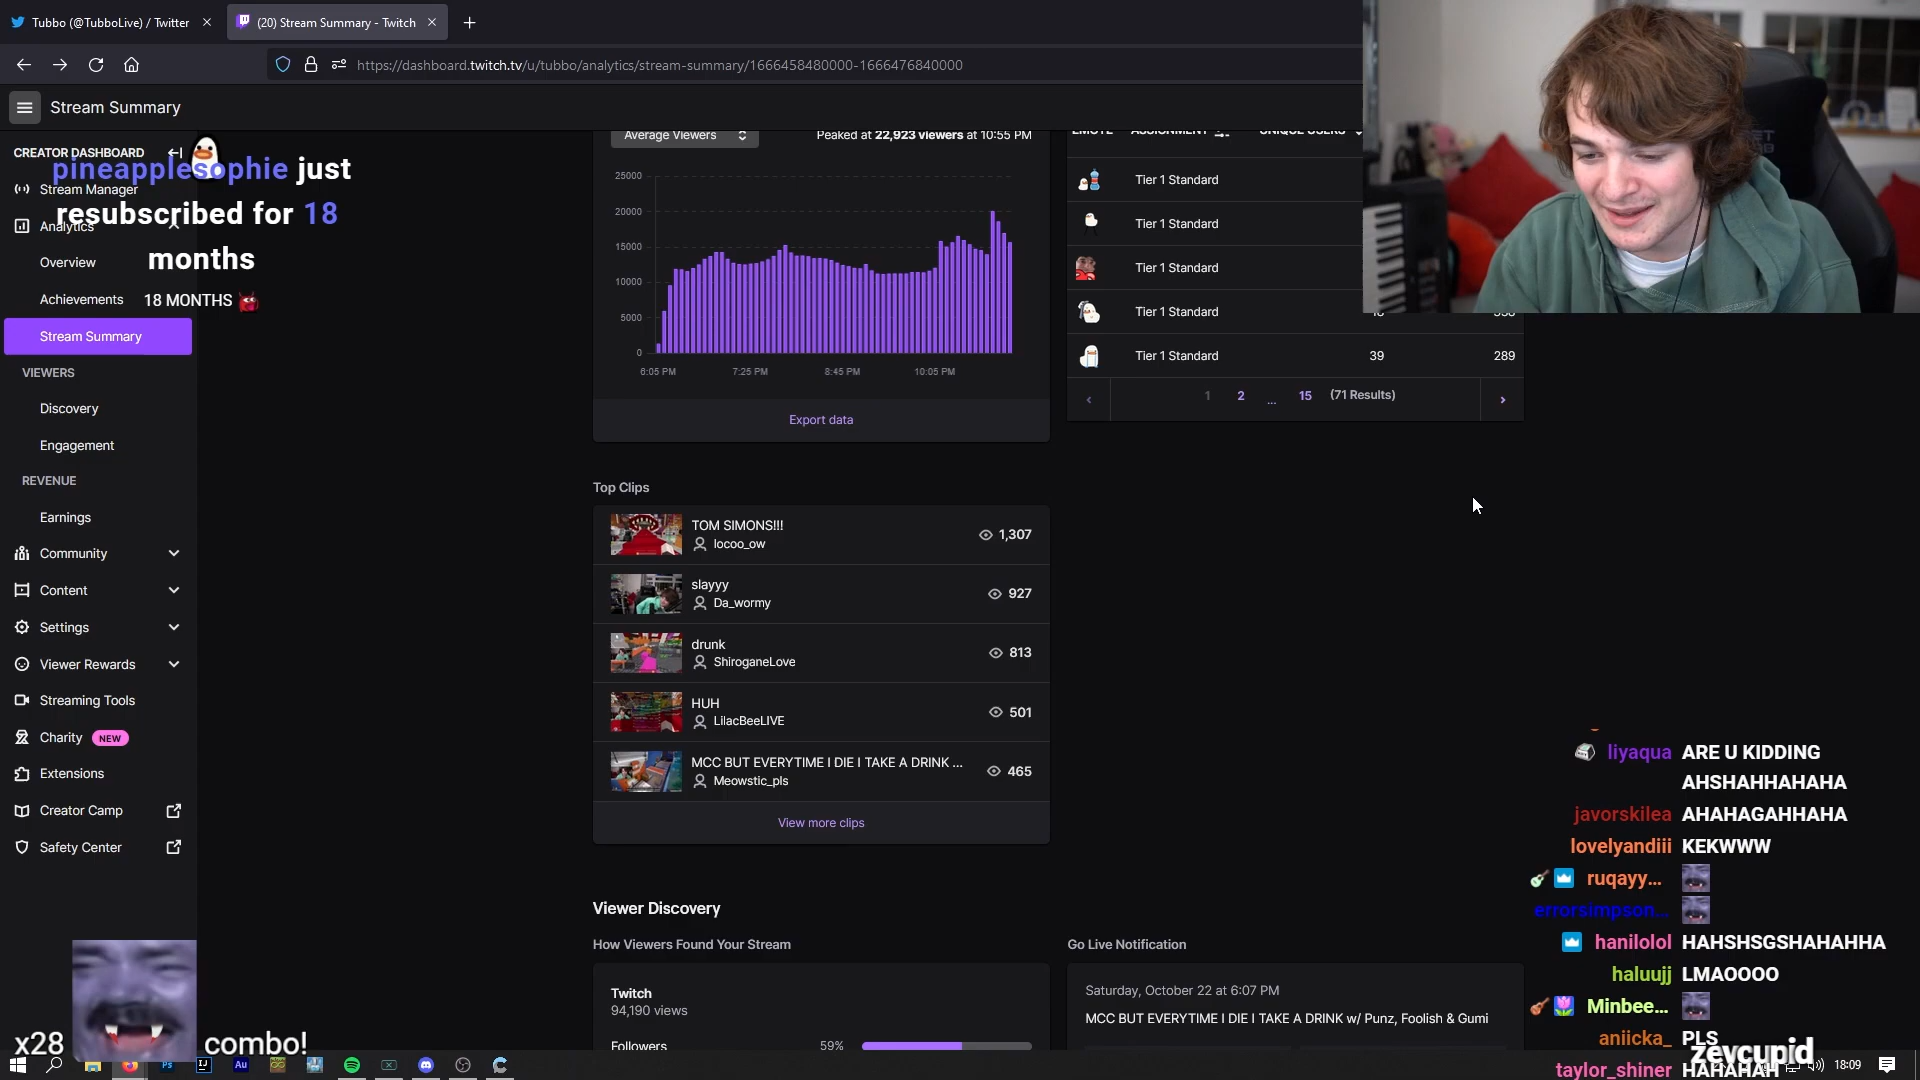 Tubbo (@TubboLive) / Twitter
(20) Stream Summary - Twitch
https://dashboard.twitch.tv/u/tubbo/analytics/stream-summary/1666458480000-1666476840000
Stream Summary
CREATOR DASHBOARD
pineapplesophie just
resubscribed for 18
months
18 MONTHS
Stream Manager
Analytics
Overview
Achievements
Stream Summary
VIEWERS
Discovery
Engagement
REVENUE
Earnings
Community
Content
Settings
Viewer Rewards
Streaming Tools
Charity NEW
Extensions
Creator Camp
Safety Center
x28 combo!
Average Viewers
Peaked at 22,923 viewers at 10:55 PM
25000
20000
15000
10000
5000
0
6:05 PM 7:25 PM 8:45 PM 10:05 PM
Export data
EMOTE ASSIGNMENT UNIQUE USERS
Tier 1 Standard
Tier 1 Standard
Tier 1 Standard
Tier 1 Standard
Tier 1 Standard 39 289
1 2 ... 15 (71 Results)
Top Clips
TOM SIMONS!!!
locoo_ow
1,307
slayyy
Da_wormy
927
drunk
ShiroganeLove
813
HUH
LilacBeeLIVE
501
MCC BUT EVERYTIME I DIE I TAKE A DRINK ...
Meowstic_pls
465
View more clips
Viewer Discovery
How Viewers Found Your Stream
Twitch
94,190 views
Followers 59%
Go Live Notification
Saturday, October 22 at 6:07 PM
MCC BUT EVERYTIME I DIE I TAKE A DRINK w/ Punz, Foolish & Gumi
liyaqua ARE U KIDDING
AHSHAHHAHAHA
javorskilea AHAHAGAHHAHA
lovelyandiii KEKWWW
ruqayy...
errorsimpson...
hanilolol HAHSHSGSHAHAHHA
haluujj LMAOOOO
Minbee...
aniicka_ PLS
zevcupid
taylor_shiner HAHAHAH
18:09